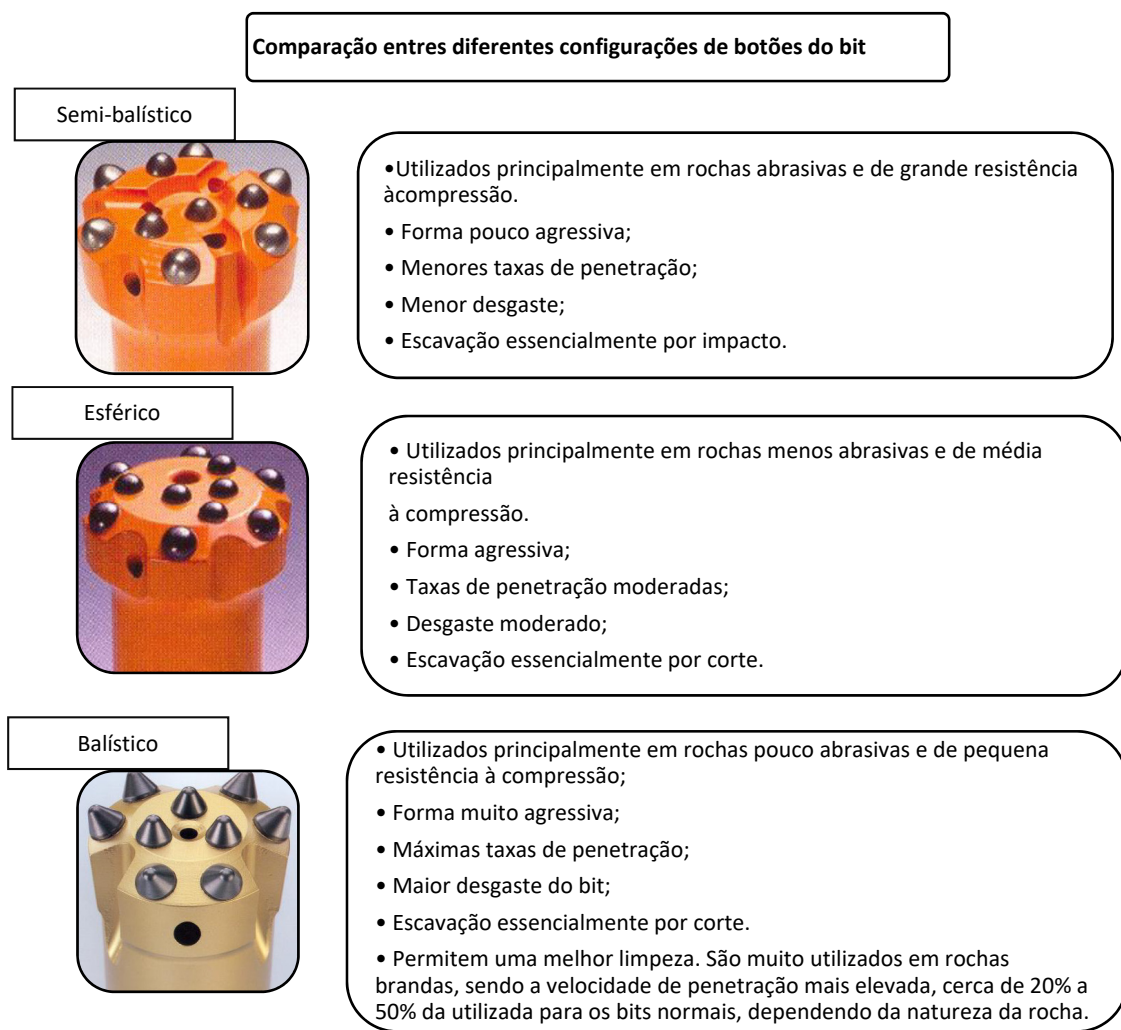 Comparação entres diferentes configurações de botões do bit
Semi-balístico
•Utilizados principalmente em rochas abrasivas e de grande resistência
àcompressão.
• Forma pouco agressiva;
• Menores taxas de penetração;
• Menor desgaste;
• Escavação essencialmente por impacto.
Esférico
• Utilizados principalmente em rochas menos abrasivas e de média
resistência
à compressão.
• Forma agressiva;
• Taxas de penetração moderadas;
• Desgaste moderado;
• Escavação essencialmente por corte.
Balístico
• Utilizados principalmente em rochas pouco abrasivas e de pequena
resistência à compressão;
• Forma muito agressiva;
• Máximas taxas de penetração;
• Maior desgaste do bit;
• Escavação essencialmente por corte.
• Permitem uma melhor limpeza. São muito utilizados em rochas
brandas, sendo a velocidade de penetração mais elevada, cerca de 20% a
50% da utilizada para os bits normais, dependendo da natureza da rocha.